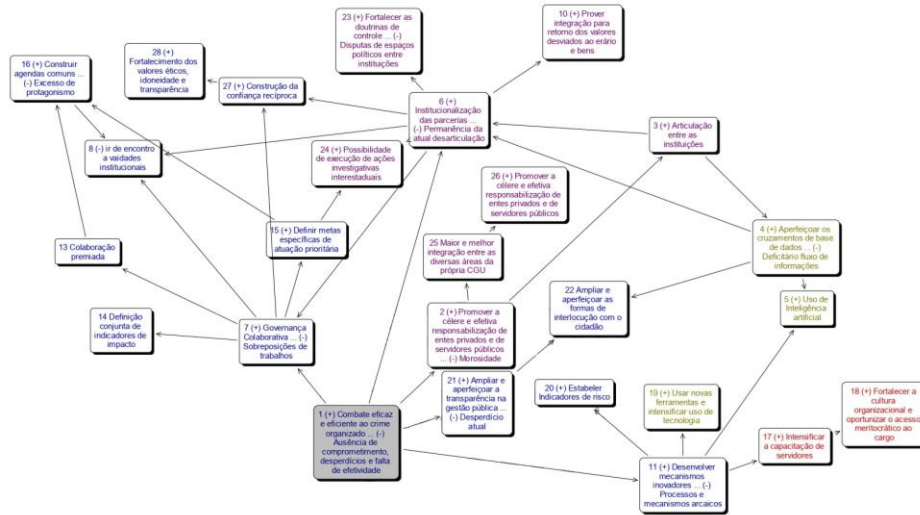 23 (+) Fortalecer as
doutrinas de
controle ... (-)
Disputas de espaços
políticos entre
instituições
10 (+) Prover
integração para
retorno dos valores
desviados ao erário
e bens
16 (+) Construir
agendas comuns ...
(-) Excesso de
protagonismo
28 (+)
Fortalecimento dos
valores éticos,
idoneidade e
transparência
27 (+) Construção da
confiança recíproca
6 (+)
Institucionalização
das parcerias ...
(-) Permanência da
atual desarticulação
3 (+) Articulação
entre as
instituições
8 (-) ir de encontro
a vaidades
institucionais
24 (+) Possibilidade
de execução de ações
investigativas
interestaduais
26 (+) Promover a
célere e efetiva
responsabilização de
entes privados e de
servidores públicos
15 (+) Definir metas
específicas de
atuação prioritária
4 (+) Aperfeiçoar os
cruzamentos de base
de dados ... (-)
Deficitário fluxo de
informações
13 Colaboração
premiada
25 Maior e melhor
integração entre as
diversas áreas da
própria CGU
22 Ampliar e
aperfeiçoar as
formas de
interlocução com o
cidadão
5 (+) Uso de
Inteligência
artificial
14 Definição
conjunta de
indicadores de
impacto
7 (+) Governança
Colaborativa ... (-)
Sobreposições de
trabalhos
2 (+) Promover a
célere e efetiva
responsabilização de
entes privados e de
servidores públicos
... (-) Morosidade
21 (+) Ampliar e
aperfeiçoar a
transparência na
gestão pública ...
(-) Desperdício
atual
20 (+) Estabeler
Indicadores de risco
19 (+) Usar novas
ferramentas e
intensificar uso de
tecnologia
18 (+) Fortalecer a
cultura
organizacional e
oportunizar o acesso
meritocrático ao
cargo
1 (+) Combate eficaz
e eficiente ao crime
organizado ... (-)
Ausência de
comprometimento,
desperdícios e falta
de efetividade
17 (+) Intensificar
a capacitação de
servidores
11 (+) Desenvolver
mecanismos
inovadores ... (-)
Processos e
mecanismos arcaicos